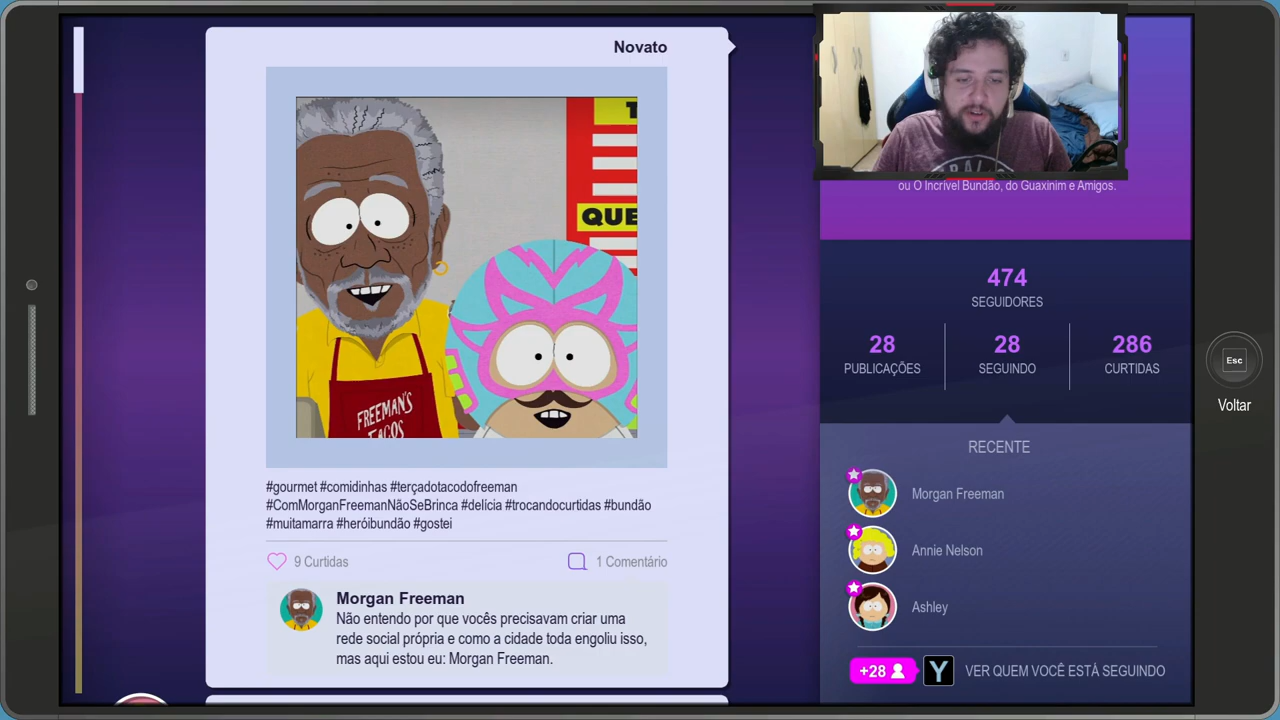 Novato
T
QUE
FREEMAN'S
TACOS
#gourmet #comidinhas #terçadotacodofreeman
#ComMorganFreemanNãoSeBrinca #delícia #trocandocurtidas #bundão
#muitamarra #heróibundão #gostei
9 Curtidas
1 Comentário
Morgan Freeman
Não entendo por que vocês precisavam criar uma
rede social própria e como a cidade toda engoliu isso,
mas aqui estou eu: Morgan Freeman.
ou O Incrível Bundão, do Guaxinim e Amigos.
474
SEGUIDORES
28
PUBLICAÇÕES
28
SEGUINDO
286
CURTIDAS
RECENTE
Morgan Freeman
Annie Nelson
Ashley
+28
Y
VER QUEM VOCÊ ESTÁ SEGUINDO
Esc
Voltar